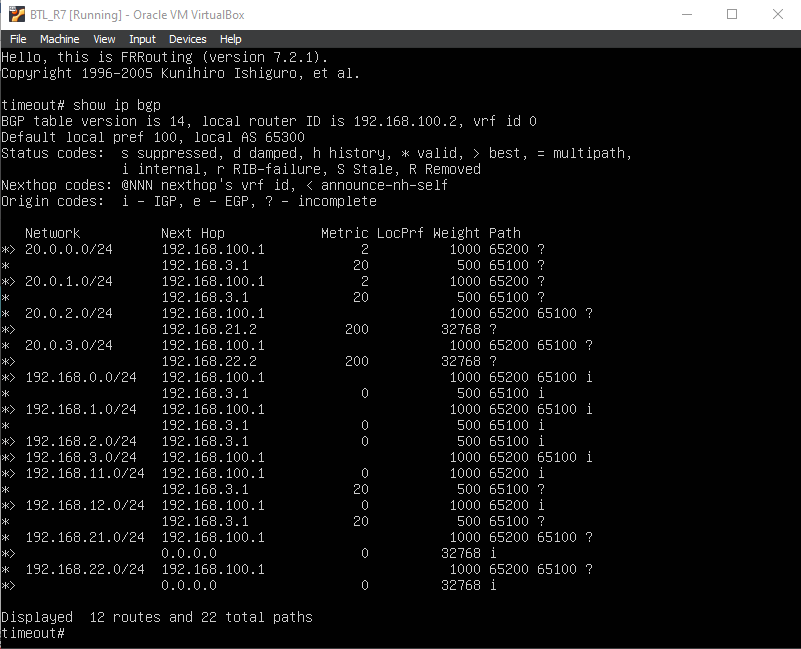 BTL_R7 [Running] - Oracle VM VirtualBox
File Machine View Input Devices Help
Hello, this is FRRouting (version 7.2.1).
Copyright 1996-2005 Kunihiro Ishiguro, et al.
timeout# show ip bgp
BGP table version is 14, local router ID is 192.168.100.2, vrf id 0
Default local pref 100, local AS 65300
Status codes:  s suppressed, d damped, h history, * valid, > best, = multipath,
               i internal, r RIB-failure, S Stale, R Removed
Nexthop codes: @NNN nexthop's vrf id, < announce-nh-self
Origin codes:  i - IGP, e - EGP, ? - incomplete
   Network          Next Hop            Metric LocPrf Weight Path
*> 20.0.0.0/24      192.168.100.1            2          1000 65200 ?
*                   192.168.3.1             20           500 65100 ?
*> 20.0.1.0/24      192.168.100.1            2          1000 65200 ?
*                   192.168.3.1             20           500 65100 ?
*  20.0.2.0/24      192.168.100.1                       1000 65200 65100 ?
*>                  192.168.21.2           200         32768 ?
*  20.0.3.0/24      192.168.100.1                       1000 65200 65100 ?
*>                  192.168.22.2           200         32768 ?
*> 192.168.0.0/24   192.168.100.1                       1000 65200 65100 i
*                   192.168.3.1              0           500 65100 i
*> 192.168.1.0/24   192.168.100.1                       1000 65200 65100 i
*                   192.168.3.1              0           500 65100 i
*> 192.168.2.0/24   192.168.3.1              0           500 65100 i
*> 192.168.3.0/24   192.168.100.1                       1000 65200 65100 i
*> 192.168.11.0/24  192.168.100.1            0          1000 65200 i
*                   192.168.3.1             20           500 65100 ?
*> 192.168.12.0/24  192.168.100.1            0          1000 65200 i
*                   192.168.3.1             20           500 65100 ?
*  192.168.21.0/24  192.168.100.1                       1000 65200 65100 ?
*>                  0.0.0.0                  0         32768 i
*  192.168.22.0/24  192.168.100.1                       1000 65200 65100 ?
*>                  0.0.0.0                  0         32768 i
Displayed  12 routes and 22 total paths
timeout#